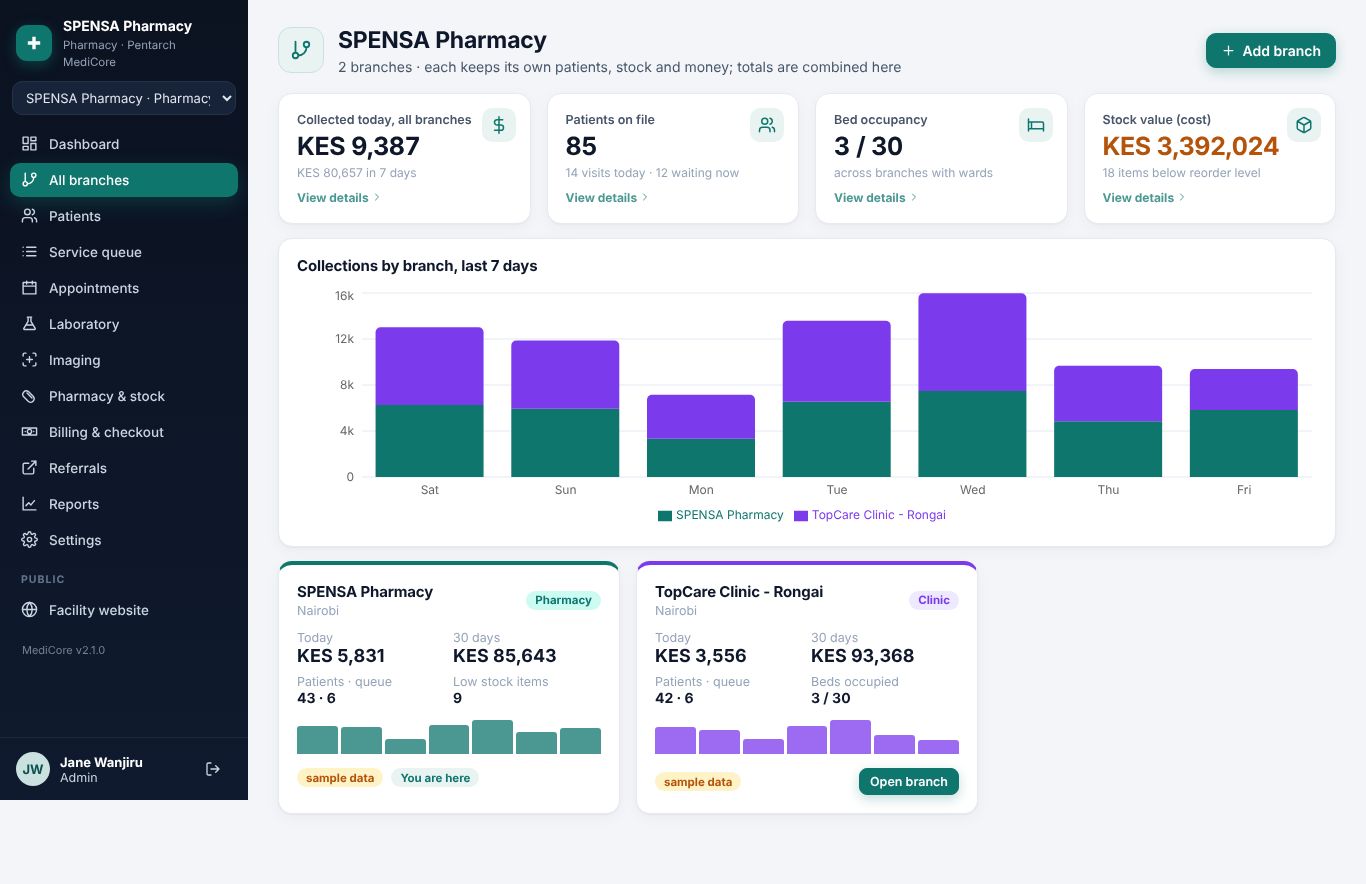 SPENSA Pharmacy
Pharmacy · Pentarch
MediCore
SPENSA Pharmacy · Pharmacy
Dashboard
All branches
Patients
Service queue
Appointments
Laboratory
Imaging
Pharmacy & stock
Billing & checkout
Referrals
Reports
Settings
PUBLIC
Facility website
MediCore v2.1.0
JW
Jane Wanjiru
Admin
SPENSA Pharmacy
2 branches · each keeps its own patients, stock and money; totals are combined here
+ Add branch
Collected today, all branches
KES 9,387
KES 80,657 in 7 days
View details
Patients on file
85
14 visits today · 12 waiting now
View details
Bed occupancy
3 / 30
across branches with wards
View details
Stock value (cost)
KES 3,392,024
18 items below reorder level
View details
Collections by branch, last 7 days
16k
12k
8k
4k
0
Sat Sun Mon Tue Wed Thu Fri
SPENSA Pharmacy TopCare Clinic - Rongai
SPENSA Pharmacy
Nairobi
Pharmacy
Today 30 days
KES 5,831 KES 85,643
Patients · queue Low stock items
43 · 6 9
sample data You are here
TopCare Clinic - Rongai
Nairobi
Clinic
Today 30 days
KES 3,556 KES 93,368
Patients · queue Beds occupied
42 · 6 3 / 30
sample data Open branch